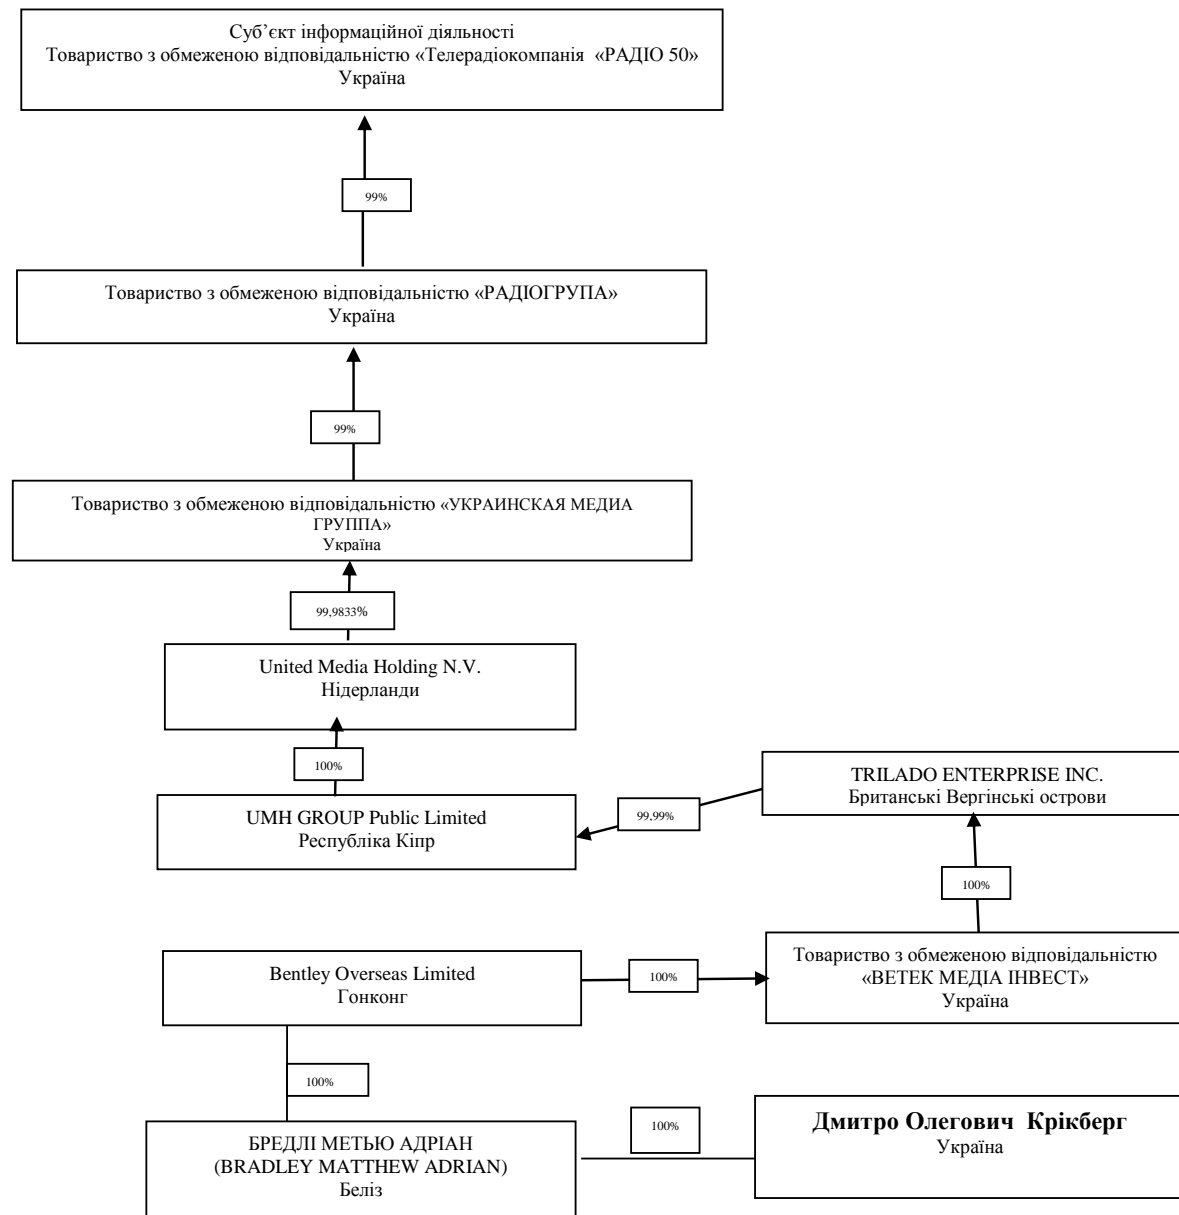 Суб’єкт інформаційної діяльності
Товариство з обмеженою відповідальністю «Телерадіокомпанія «РАДІО 50»
Україна
99%
Товариство з обмеженою відповідальністю «РАДІОГРУПА»
Україна
99%
Товариство з обмеженою відповідальністю «УКРАИНСКАЯ МЕДИА
ГРУППА»
Україна
99,9833%
United Media Holding N.V.
Нідерланди
100%
UMH GROUP Public Limited
Республіка Кіпр
99,99%
TRILADO ENTERPRISE INC.
Британські Вергінські острови
100%
Товариство з обмеженою відповідальністю
«ВЕТЕК МЕДІА ІНВЕСТ»
Україна
100%
Bentley Overseas Limited
Гонконг
100%
БРЕДЛІ МЕТЬЮ АДРІАН
(BRADLEY MATTHEW ADRIAN)
Беліз
100%
Дмитро Олегович Крікберг
Україна